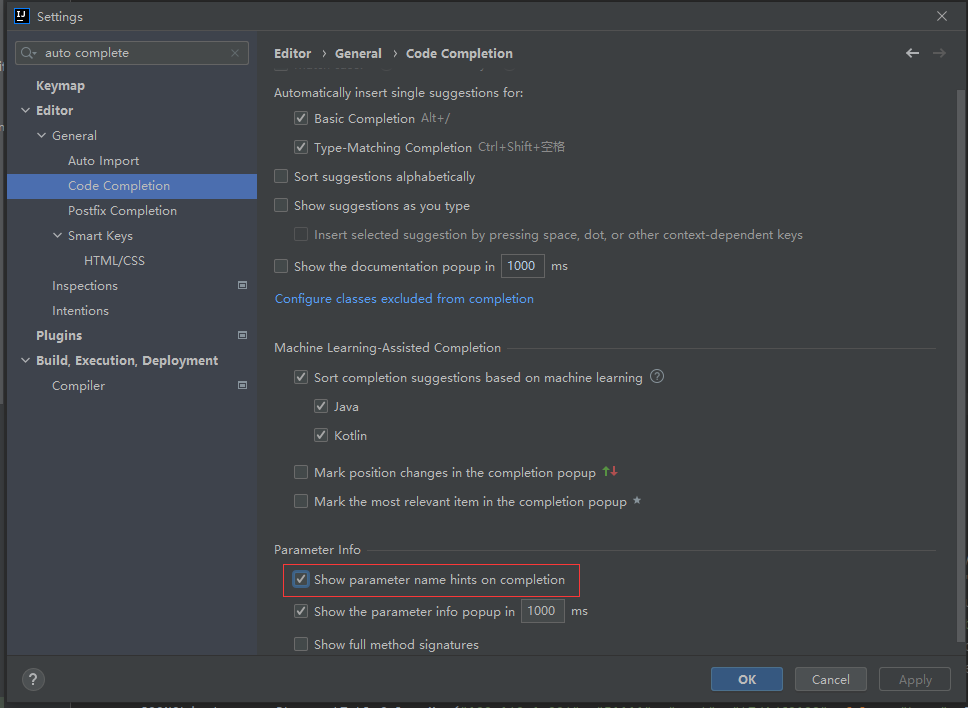 Settings
auto complete
Keymap
Editor
General
Auto Import
Code Completion
Postfix Completion
Smart Keys
HTML/CSS
Inspections
Intentions
Plugins
Build, Execution, Deployment
Compiler
Editor › General › Code Completion
Automatically insert single suggestions for:
Basic Completion Alt+/
Type-Matching Completion Ctrl+Shift+空格
Sort suggestions alphabetically
Show suggestions as you type
Insert selected suggestion by pressing space, dot, or other context-dependent keys
Show the documentation popup in 1000 ms
Configure classes excluded from completion
Machine Learning-Assisted Completion
Sort completion suggestions based on machine learning ?
Java
Kotlin
Mark position changes in the completion popup
Mark the most relevant item in the completion popup
Parameter Info
Show parameter name hints on completion
Show the parameter info popup in 1000 ms
Show full method signatures
? OK Cancel Apply